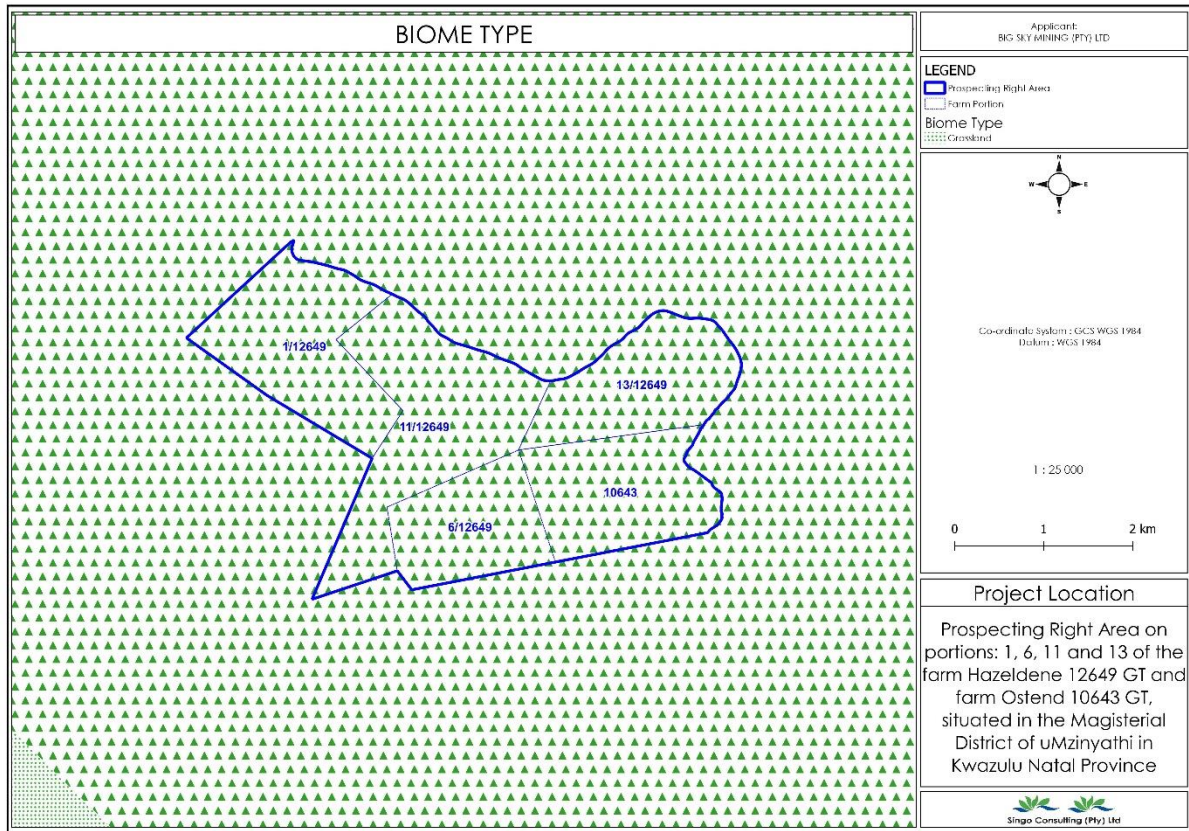 BIOME TYPE
Applicant:
BIG SKY MINING (PTY) LTD
LEGEND
Prospecting Right Area
Farm Portion
Biome Type
Grassland
N
W
E
S
Co-ordinate System : GCS WGS 1984
Datum : WGS 1984
1 : 25 000
0 1 2 km
1/12649
13/12649
11/12649
10643
6/12649
Project Location
Prospecting Right Area on
portions: 1, 6, 11 and 13 of the
farm Hazeldene 12649 GT and
farm Ostend 10643 GT,
situated in the Magisterial
District of uMzinyathi in
Kwazulu Natal Province
Singo Consulting (Pty) Ltd